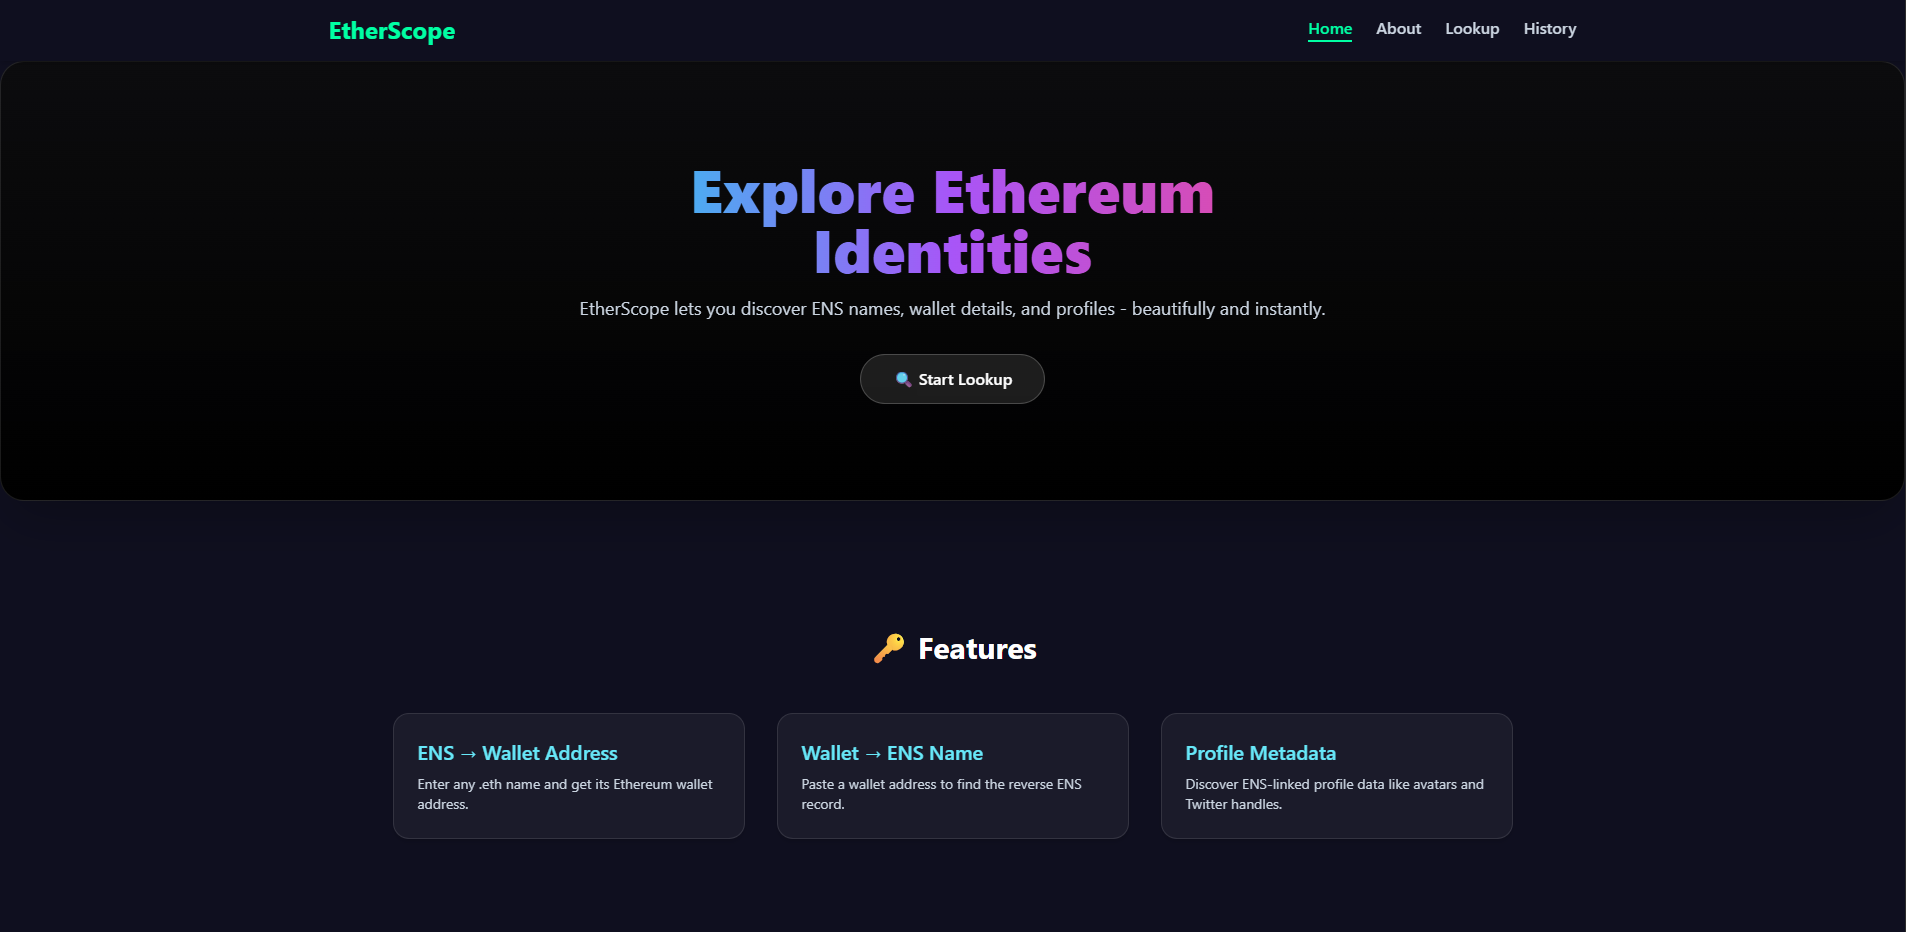 EtherScope
Home About Lookup History
Explore Ethereum
Identities
EtherScope lets you discover ENS names, wallet details, and profiles - beautifully and instantly.
🔍 Start Lookup
🔑 Features
ENS → Wallet Address
Enter any .eth name and get its Ethereum wallet
address.
Wallet → ENS Name
Paste a wallet address to find the reverse ENS
record.
Profile Metadata
Discover ENS-linked profile data like avatars and
Twitter handles.